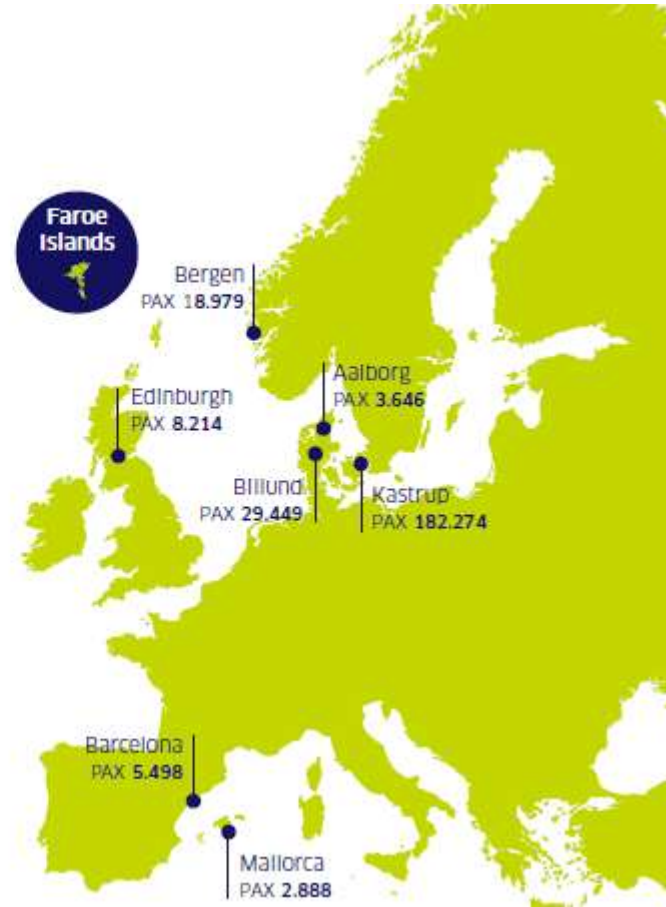 Faroe
Islands
Bergen
PAX 18.979
Aalborg
PAX 3.646
Edinburgh
PAX 8.214
Billund
PAX 29.449
Kastrup
PAX 182.274
Barcelona
PAX 5.498
Mallorca
PAX 2.888